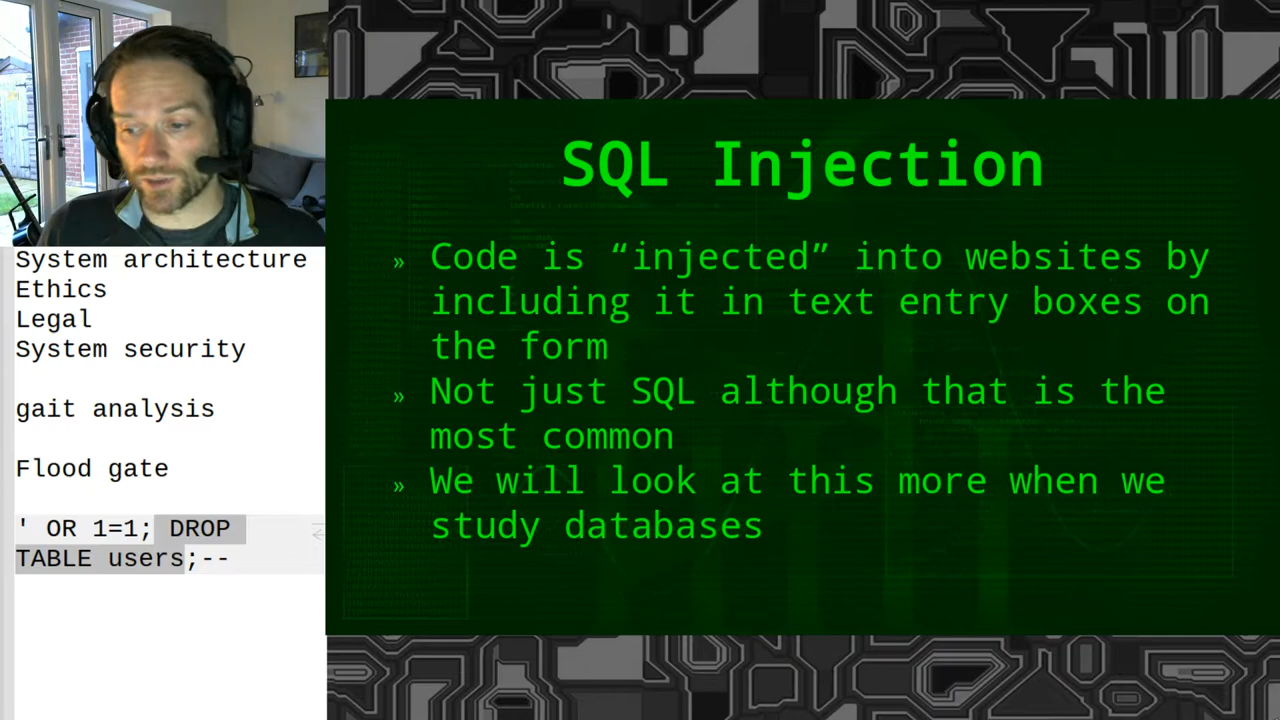 SQL Injection
» Code is “injected” into websites by
including it in text entry boxes on
the form
» Not just SQL although that is the
most common
» We will look at this more when we
study databases
System architecture
Ethics
Legal
System security
gait analysis
Flood gate
' OR 1=1; DROP
TABLE users;--